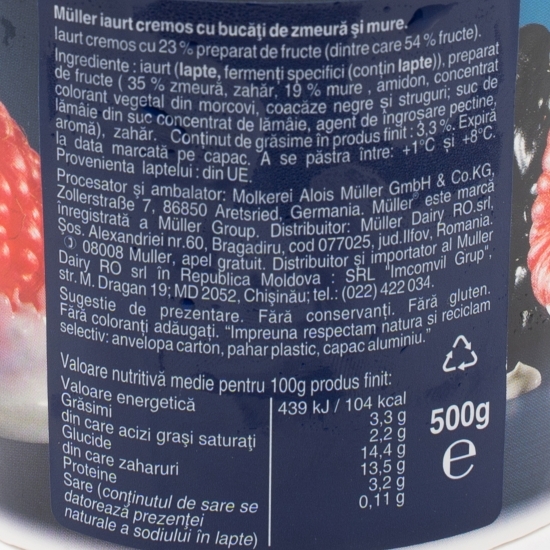 Müller iaurt cremos cu bucăți de zmeură și mure.
Iaurt cremos cu 23 % preparat de fructe (dintre care 54 % fructe).
Ingrediente : iaurt (lapte, fermenți specifici (conțin lapte)), preparat
de fructe ( 35 % zmeură, zahăr, 19 % mure , amidon, concentrat
colorant vegetal din morcovi, coacăze negre și struguri; suc de
lămâie din suc concentrat de lămâie, agent de îngroșare pectine,
aromă), zahăr. Conținut de grăsime în produs finit : 3,3 %. Expiră
la data marcată pe capac. A se păstra între: +1°C și +8°C.
Proveniența laptelui : din UE.
Procesator și ambalator: Molkerei Alois Müller GmbH & Co.KG,
Zollerstraße 7, 86850 Aretsried, Germania. Müller este marcă
înregistrată a Müller Group. Distribuitor: Müller Dairy RO.srl,
Șos. Alexandriei nr.60, Bragadiru, cod 077025, jud.Ilfov, Romania.
08008 Muller, apel gratuit. Distribuitor și importator al Muller
Dairy RO srl în Republica Moldova : SRL "Imcomvil Grup",
str. M. Dragan 19; MD 2052, Chișinău; tel.: (022) 422 034.
Sugestie de prezentare. Fără conservanți. Fără gluten.
Fără coloranți adăugați. "Impreuna respectam natura si reciclam
selectiv: anvelopa carton, pahar plastic, capac aluminiu."
Valoare nutritivă medie pentru 100g produs finit:
Valoare energetică 439 kJ / 104 kcal
Grăsimi 3,3 g
din care acizi grași saturați 2,2 g
Glucide 14,4 g
din care zaharuri 13,5 g
Proteine 3,2 g
Sare (conținutul de sare se 0,11 g
datorează prezenței
naturale a sodiului în lapte)
500g
e